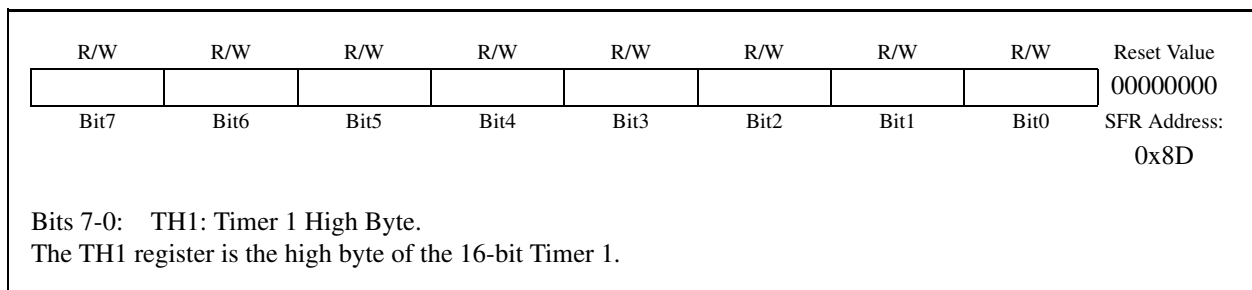 R/W R/W R/W R/W R/W R/W R/W R/W Reset Value
00000000
Bit7 Bit6 Bit5 Bit4 Bit3 Bit2 Bit1 Bit0 SFR Address:
0x8D
Bits 7-0: TH1: Timer 1 High Byte.
The TH1 register is the high byte of the 16-bit Timer 1.